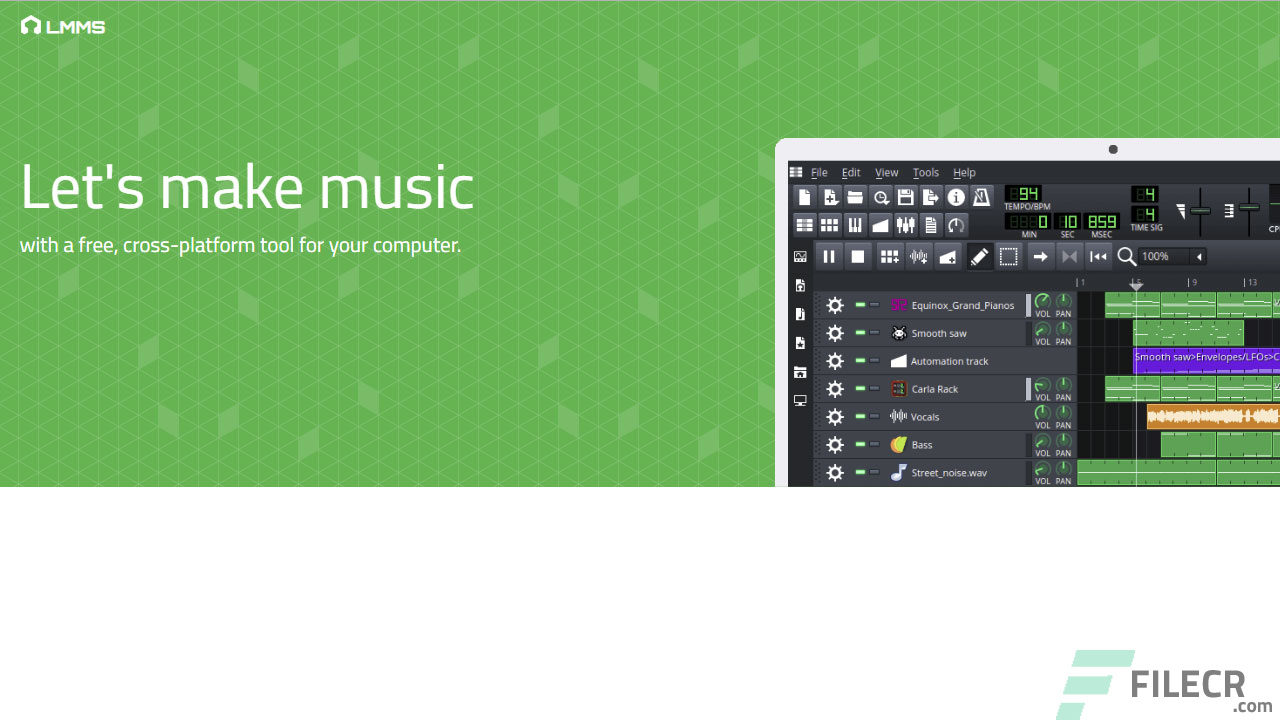 LMMS
Let's make music
with a free, cross-platform tool for your computer.
File Edit View Tools Help
94
TEMPO/BPM
0 10 859
MIN SEC MSEC
4
4
TIME SIG
100%
1 5 9 13
Equinox_Grand_Pianos VOL PAN
Smooth saw VOL PAN
Automation track Smooth saw>Envelopes/LFOs>C
Carla Rack VOL PAN
Vocals VOL PAN
Bass VOL PAN
Street_noise.wav VOL PAN
FILECR
.com